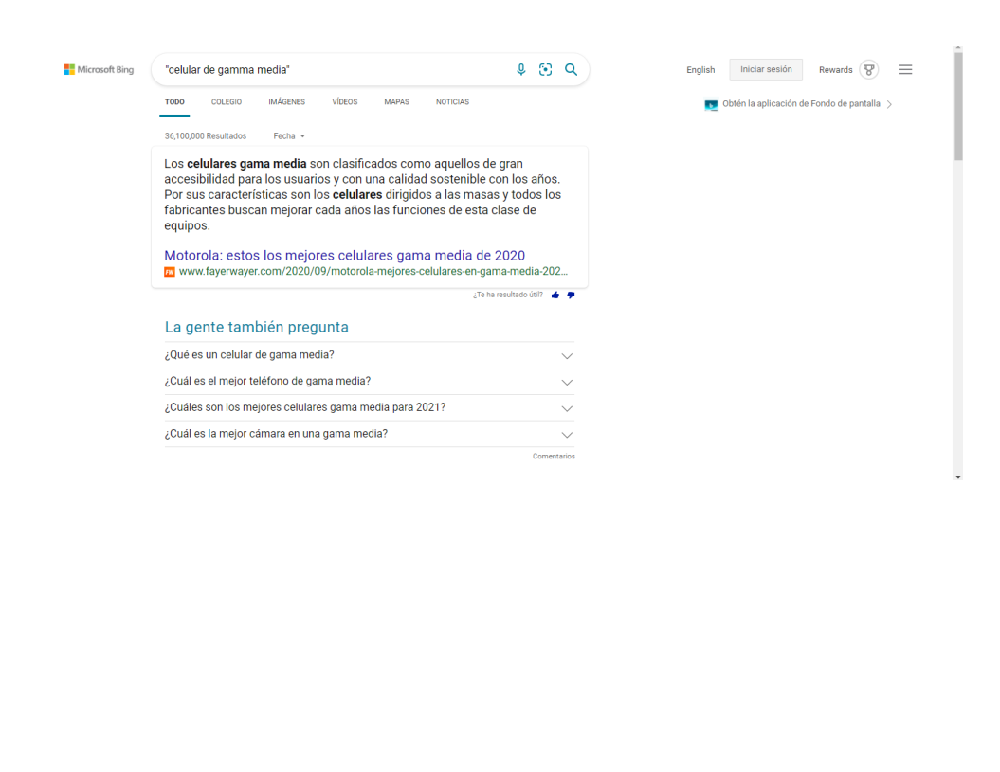 Microsoft Bing
"celular de gamma media"
English
Iniciar sesión
Rewards
TODO COLEGIO IMÁGENES VÍDEOS MAPAS NOTICIAS
Obtén la aplicación de Fondo de pantalla
36,100,000 Resultados Fecha
Los celulares gama media son clasificados como aquellos de gran
accesibilidad para los usuarios y con una calidad sostenible con los años.
Por sus características son los celulares dirigidos a las masas y todos los
fabricantes buscan mejorar cada años las funciones de esta clase de
equipos.
Motorola: estos los mejores celulares gama media de 2020
FW www.fayerwayer.com/2020/09/motorola-mejores-celulares-en-gama-media-202...
¿Te ha resultado útil?
La gente también pregunta
¿Qué es un celular de gama media?
¿Cuál es el mejor teléfono de gama media?
¿Cuáles son los mejores celulares gama media para 2021?
¿Cuál es la mejor cámara en una gama media?
Comentarios